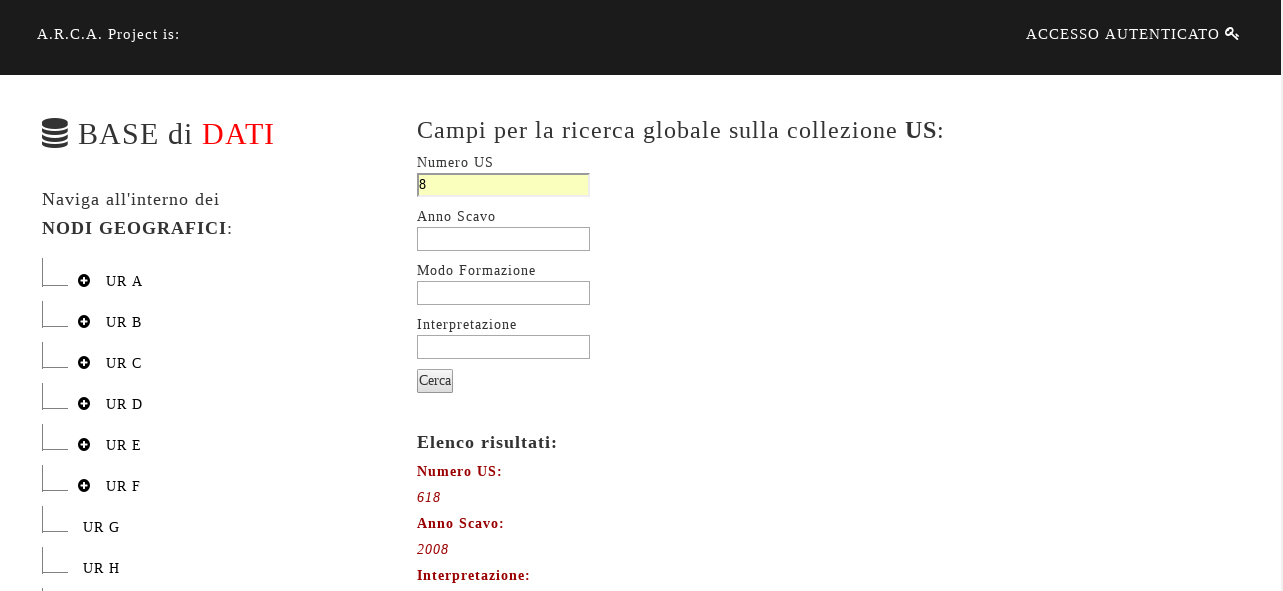 A.R.C.A. Project is:
ACCESSO AUTENTICATO
BASE di DATI
Naviga all'interno dei
NODI GEOGRAFICI:
UR A
UR B
UR C
UR D
UR E
UR F
UR G
UR H
Campi per la ricerca globale sulla collezione US:
Numero US
8
Anno Scavo
Modo Formazione
Interpretazione
Cerca
Elenco risultati:
Numero US:
618
Anno Scavo:
2008
Interpretazione: